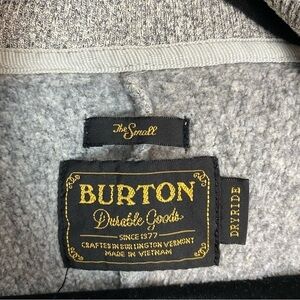 The Small
BURTON
Durable Goods
SINCE 1977
CRAFTED IN BURLINGTON VERMONT
MADE IN VIETNAM
DRYRIDE